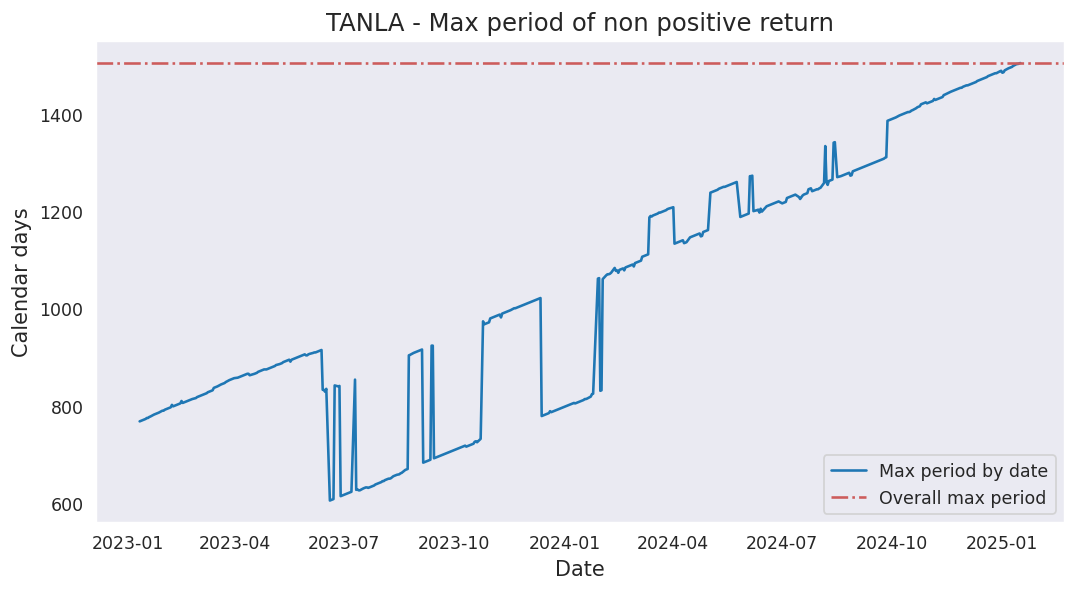 TANLA - Max period of non positive return
Calendar days
1400
1200
1000
800
600
2023-01 2023-04 2023-07 2023-10 2024-01 2024-04 2024-07 2024-10 2025-01
Date
Max period by date
Overall max period